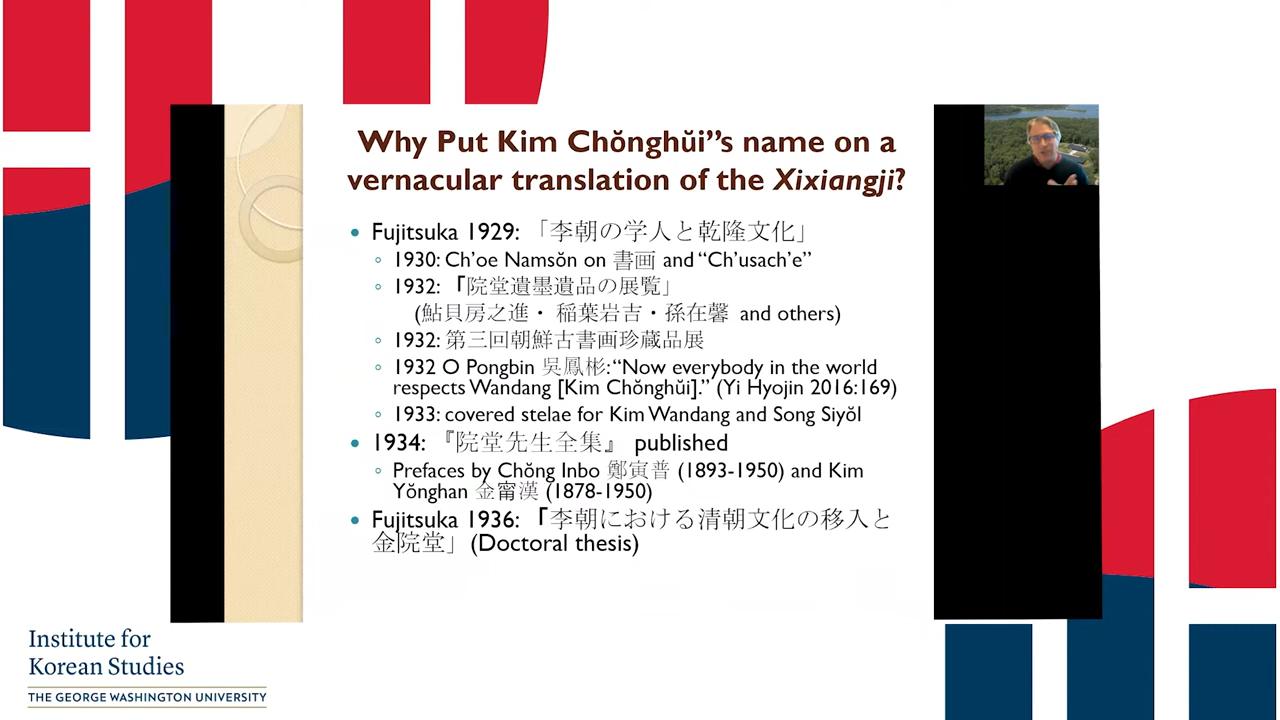 Why Put Kim Chŏnghŭi”’s name on a
vernacular translation of the Xixiangji?
Fujitsuka 1929: 「李朝の学人と乾隆文化」
1930: Ch’oe Namsŏn on 書画 and “Ch’usach’e”
1932: 「院堂遺墨遺品の展覧」
(鮎貝房之進・ 稲葉岩吉・孫在馨 and others)
1932: 第三回朝鮮古書画珍蔵品展
1932 O Pongbin 吳鳳彬: “Now everybody in the world
respects Wandang [Kim Chŏnghŭi].” (Yi Hyojin 2016:169)
1933: covered stelae for Kim Wandang and Song Siyŏl
1934: 『院堂先生全集』 published
Prefaces by Chŏng Inbo 鄭寅普 (1893-1950) and Kim
Yŏnghan 金甯漢 (1878-1950)
Fujitsuka 1936: 「李朝における清朝文化の移入と
金院堂」 (Doctoral thesis)
Institute for
Korean Studies
THE GEORGE WASHINGTON UNIVERSITY